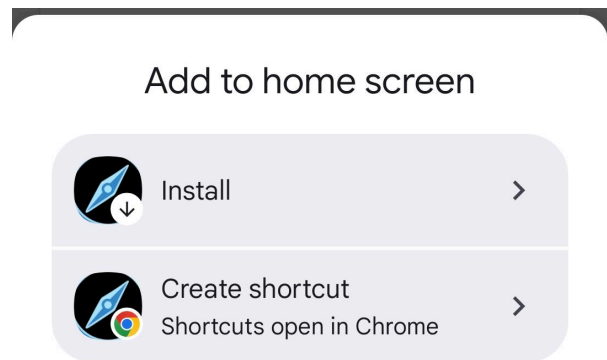 Add to home screen
Install
Create shortcut
Shortcuts open in Chrome